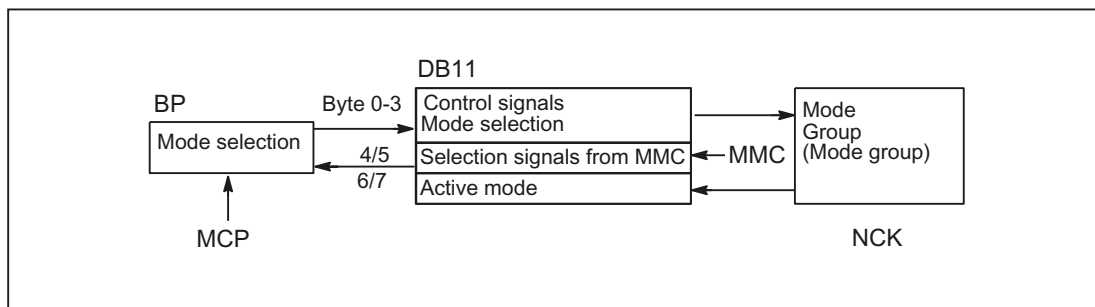 DB11
BP
Byte 0-3
Control signals
Mode selection
Mode
Group
(Mode group)
Mode selection
4/5
Selection signals from MMC
MMC
6/7
Active mode
MCP
NCK